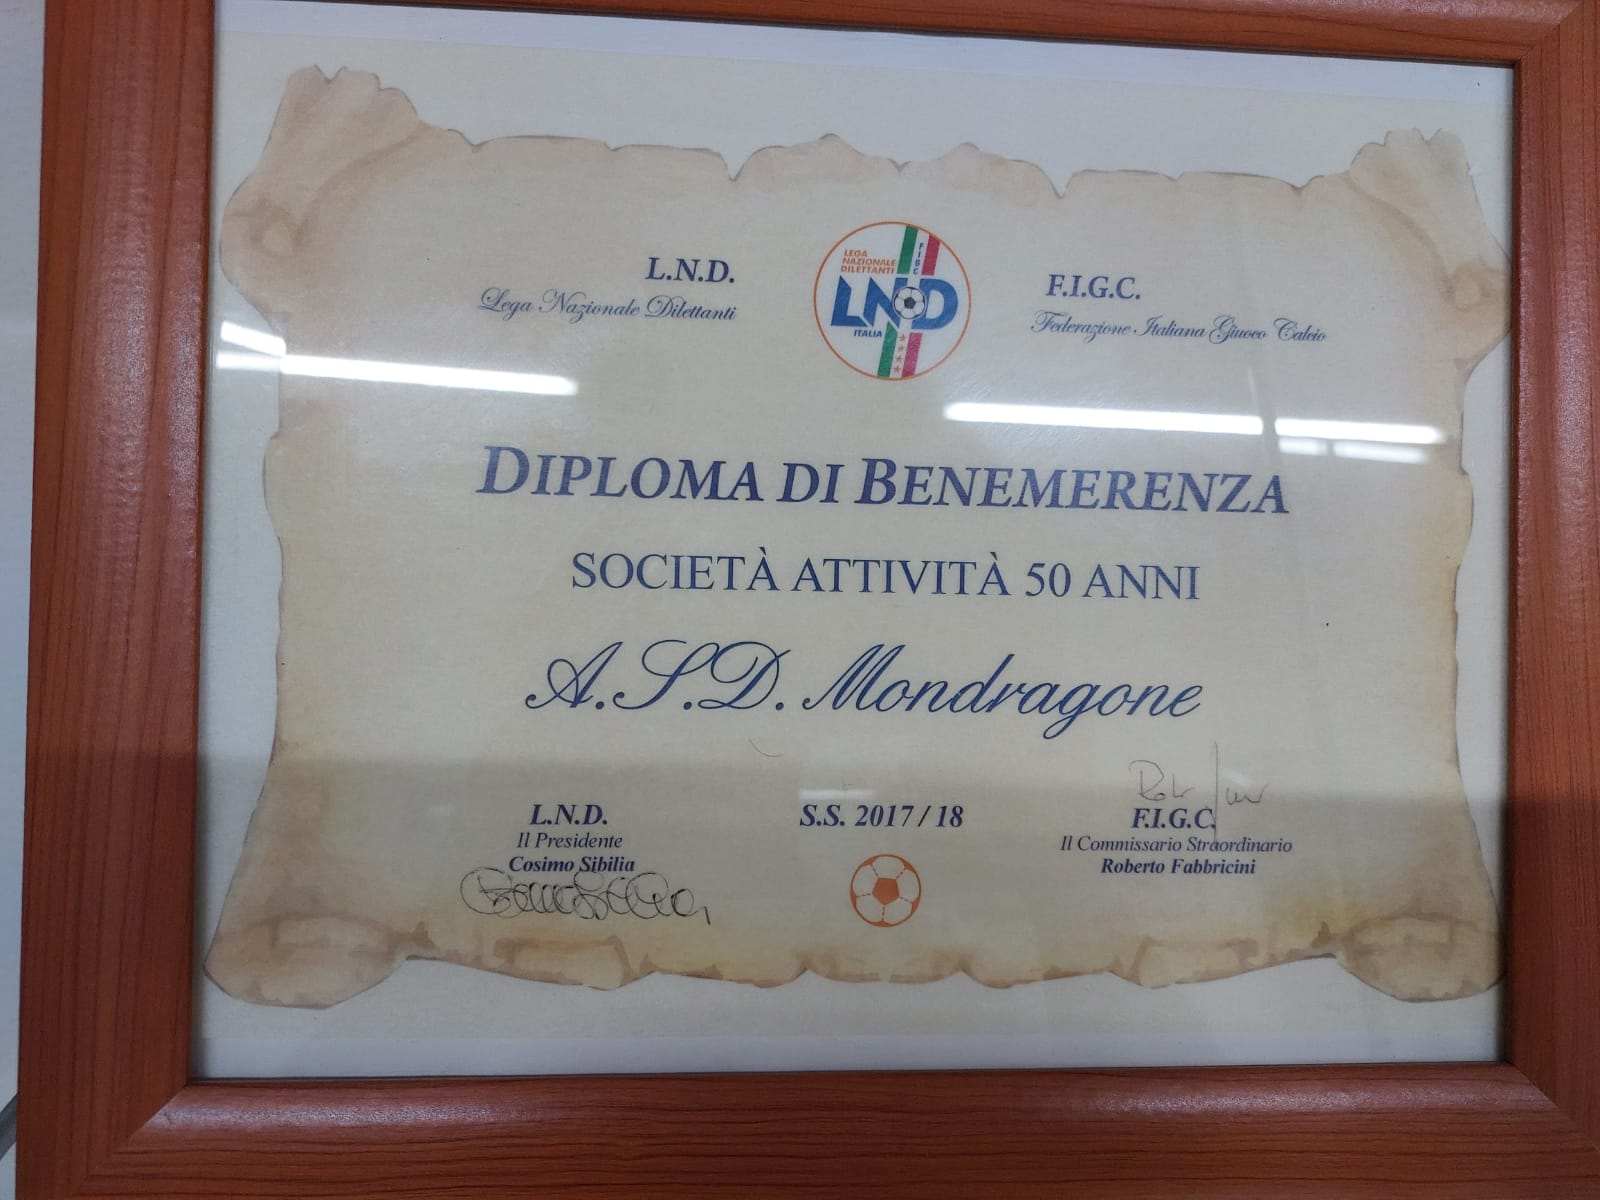 L.N.D.
Lega Nazionale Dilettanti
LEGA
NAZIONALE
DILETTANTI
FIGC
LND
ITALIA
F.I.G.C.
Federazione Italiana Giuoco Calcio
DIPLOMA DI BENEMERENZA
SOCIETÀ ATTIVITÀ 50 ANNI
A.S.D. Mondragone
L.N.D.
Il Presidente
Cosimo Sibilia
S.S. 2017/18
F.I.G.C.
Il Commissario Straordinario
Roberto Fabbricini